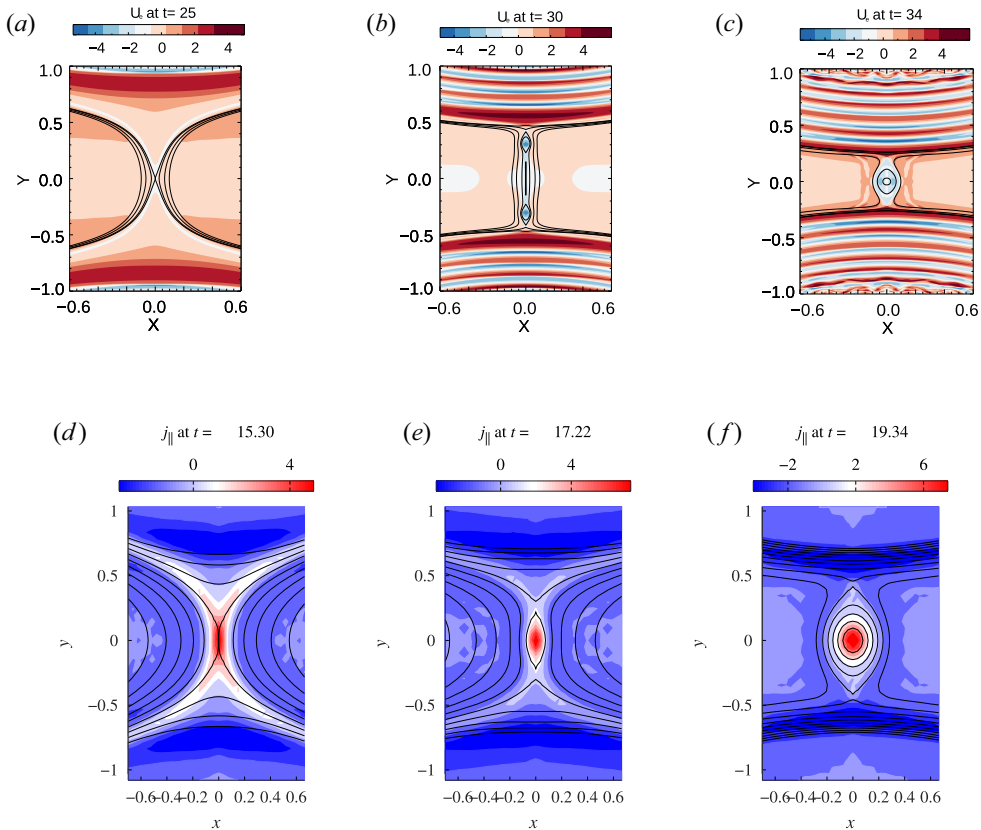 (a) U_e at t= 25
−4 −2 0 2 4
1.0
0.5
Y 0.0
−0.5
−1.0
−0.6 0.0 0.6
X
(b) U_e at t= 30
−4 −2 0 2 4
1.0
0.5
Y 0.0
−0.5
−1.0
−0.6 0.0 0.6
X
(c) U_e at t= 34
−4 −2 0 2 4
1.0
0.5
Y 0.0
−0.5
−1.0
−0.6 0.0 0.6
X
(d) j|| at t = 15.30
0 4
1
0.5
y 0
−0.5
−1
−0.6 −0.4 −0.2 0 0.2 0.4 0.6
x
(e) j|| at t = 17.22
0 4
1
0.5
y 0
−0.5
−1
−0.6 −0.4 −0.2 0 0.2 0.4 0.6
x
(f) j|| at t = 19.34
−2 2 6
1
0.5
y 0
−0.5
−1
−0.6 −0.4 −0.2 0 0.2 0.4 0.6
x